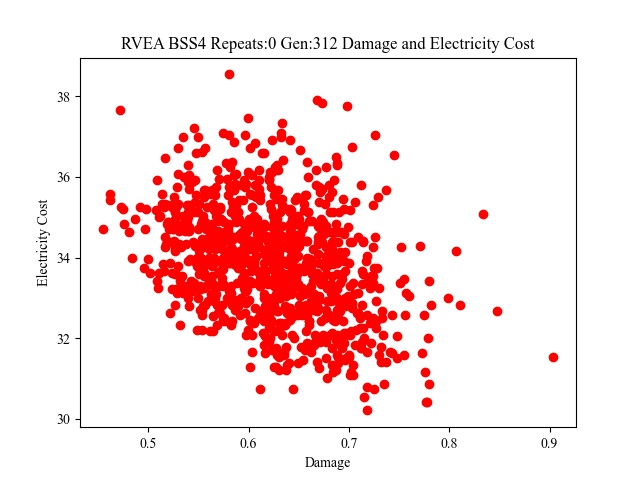 RVEA BSS4 Repeats:0 Gen:312 Damage and Electricity Cost
38
36
34
32
30
Electricity Cost
0.5 0.6 0.7 0.8 0.9
Damage